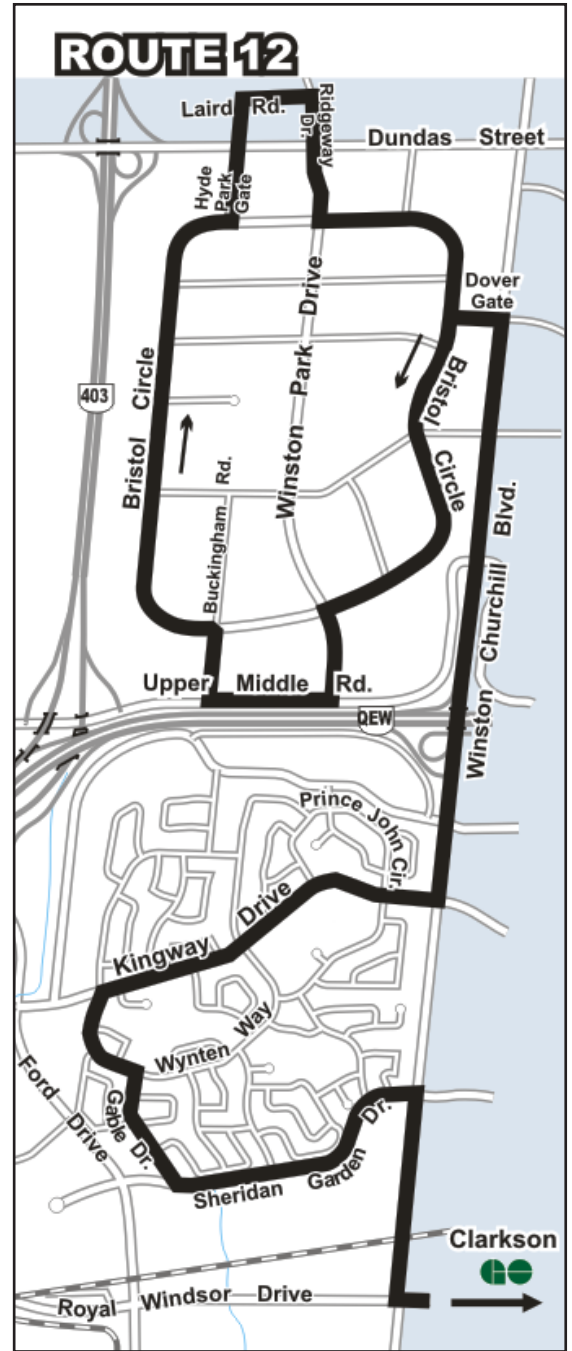 ROUTE 12
Laird Rd.
Ridgeway Dr.
Dundas Street
Hyde Park Gate
Dover Gate
Winston Park Drive
Bristol Circle
403
Bristol Circle
Buckingham Rd.
Winston Churchill Blvd.
Upper Middle Rd.
QEW
Prince John Cir.
Kingway Drive
Wynten Way
Ford Drive
Gable Dr.
Sheridan Garden Dr.
Clarkson
GO
Royal Windsor Drive